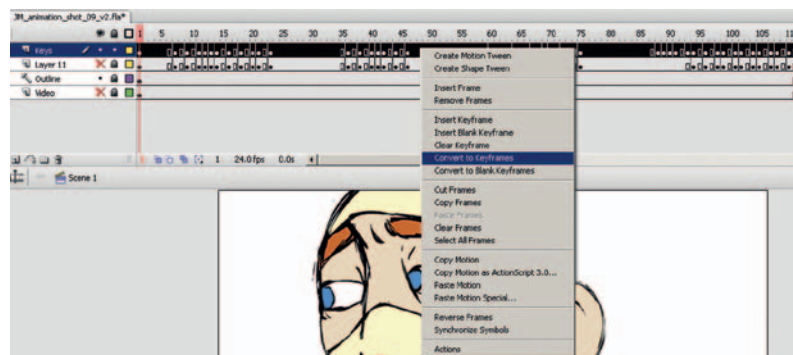 3M_animation_shot_09_v2.fla*
1 5 10 15 20 25 30 35 40 45 50 55 60 65 70 75 80 85 90 95 100 105 11
Keys
Layer 11
Outline
Video
1 24.0 fps 0.0s
Scene 1
Create Motion Tween
Create Shape Tween
Insert Frame
Remove Frames
Insert Keyframe
Insert Blank Keyframe
Clear Keyframe
Convert to Keyframes
Convert to Blank Keyframes
Cut Frames
Copy Frames
Paste Frames
Clear Frames
Select All Frames
Copy Motion
Copy Motion as ActionScript 3.0...
Paste Motion
Paste Motion Special...
Reverse Frames
Synchronize Symbols
Actions